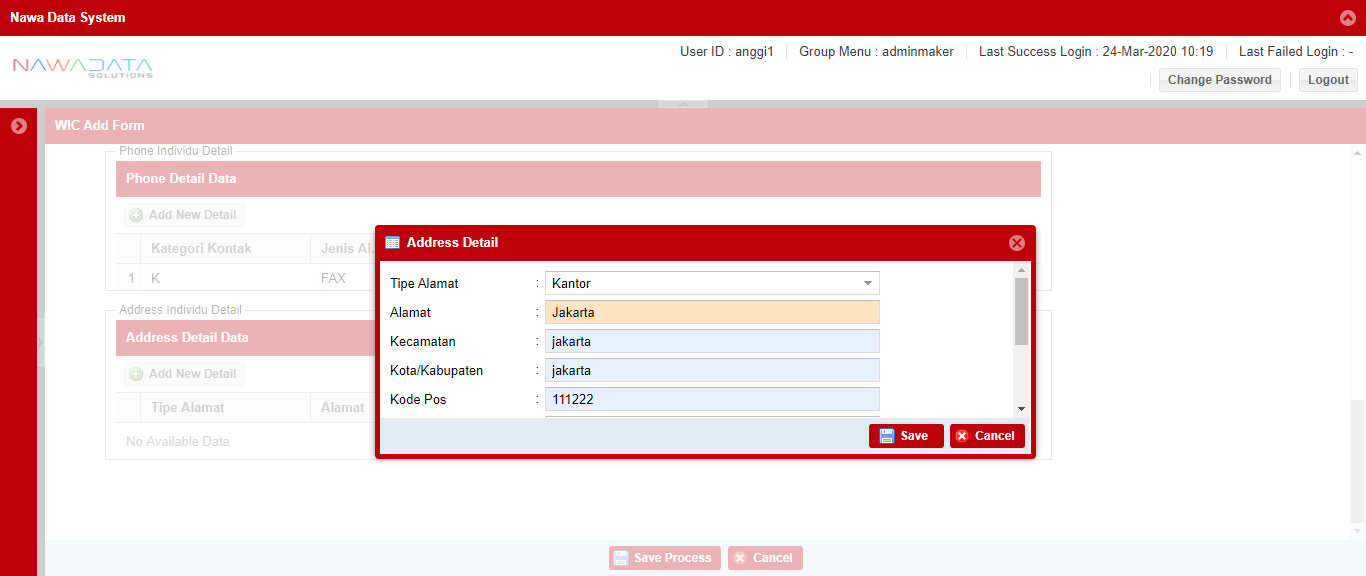 Nawa Data System
User ID : anggi1 Group Menu : adminmaker Last Success Login : 24-Mar-2020 10:19 Last Failed Login : -
NAWADATA
SOLUTIONS
Change Password Logout
WIC Add Form
Phone Individu Detail
Phone Detail Data
Add New Detail
Kategori Kontak Jenis Al...
1 K FAX
Address Individu Detail
Address Detail Data
Add New Detail
Tipe Alamat Alamat
No Available Data
Address Detail
Tipe Alamat : Kantor
Alamat : Jakarta
Kecamatan : jakarta
Kota/Kabupaten : jakarta
Kode Pos : 111222
Save Cancel
Save Process Cancel